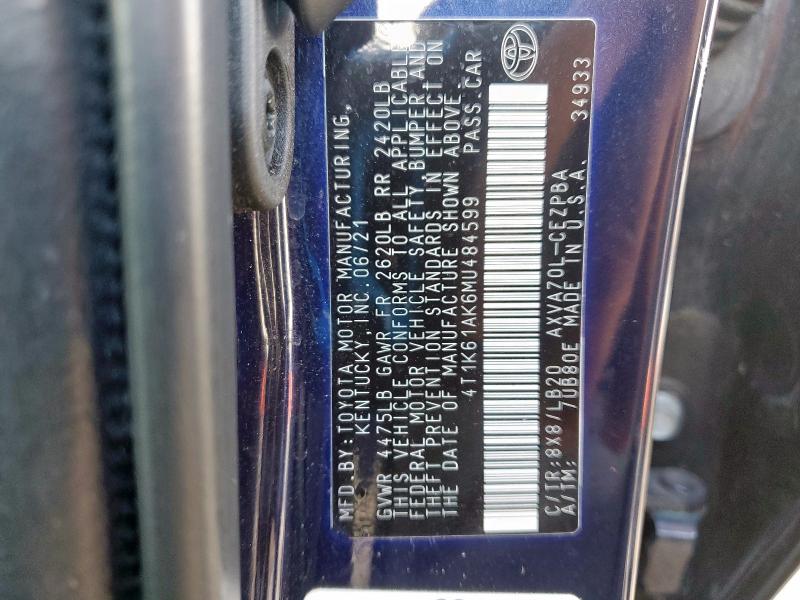 MFD.BY:TOYOTA MOTOR MANUFACTURING,
KENTUCKY, INC. 06/21
GVWR 4475LB GAWR FR 2620LB RR 2420LB
THIS VEHICLE CONFORMS TO ALL APPLICABLE
FEDERAL MOTOR VEHICLE SAFETY, BUMPER AND
THEFT PREVENTION STANDARDS IN EFFECT ON
THE DATE OF MANUFACTURE SHOWN ABOVE.
4T1K61AK6MU484599 PASS.CAR
C/TR:8X8/LB20 AXVA70L-CEZPBA
A/TM: /UB80E MADE IN U.S.A. 34933